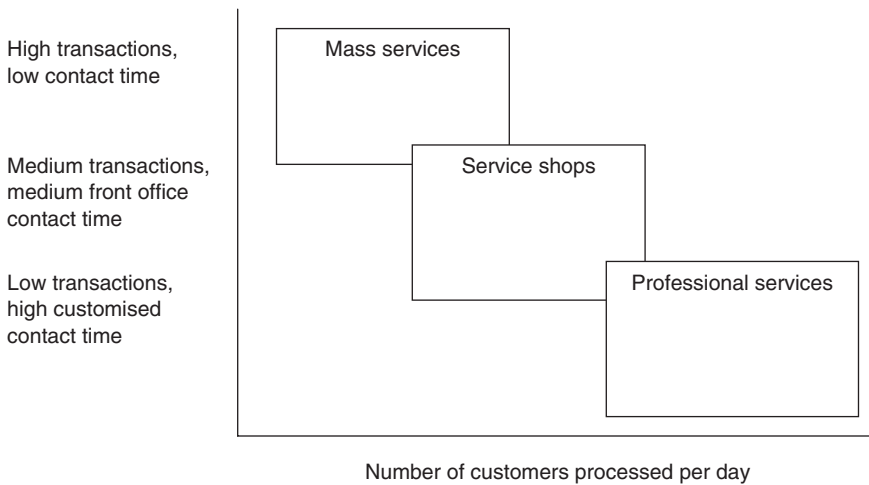 High transactions,
low contact time
Mass services
Medium transactions,
medium front office
contact time
Service shops
Low transactions,
high customised
contact time
Professional services
Number of customers processed per day